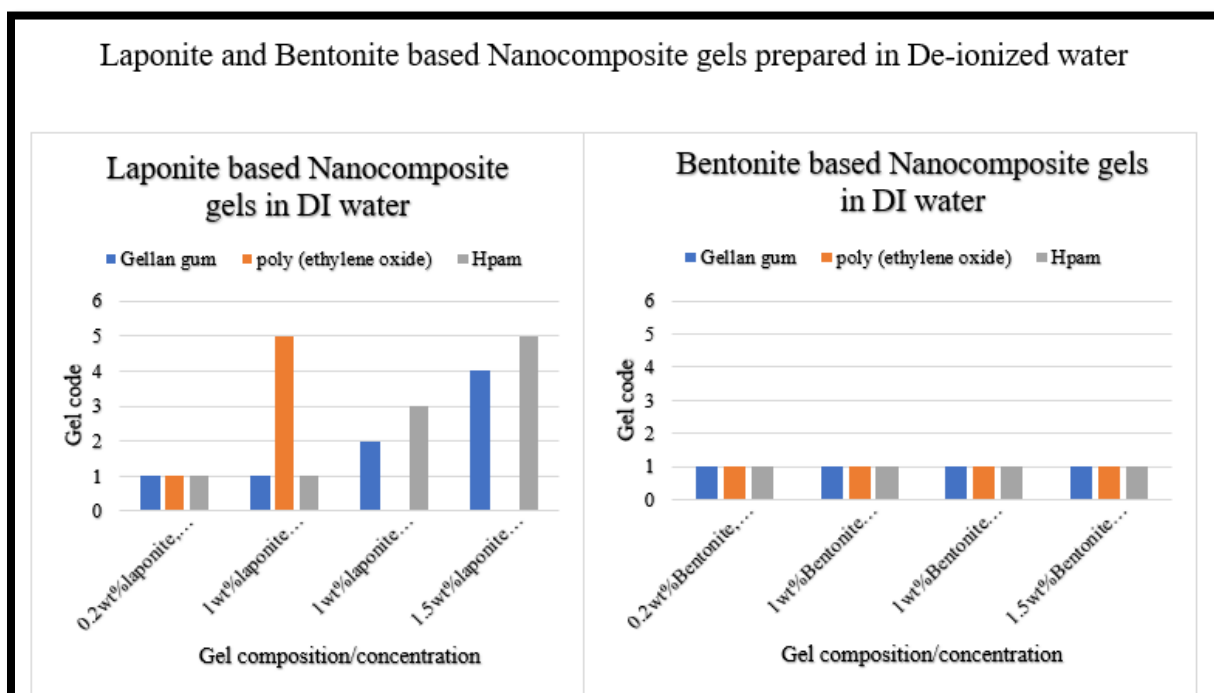 Laponite and Bentonite based Nanocomposite gels prepared in De-ionized water
Laponite based Nanocomposite
gels in DI water
Gellan gum poly (ethylene oxide) Hpam
6
5
4
3
2
1
0
Gel code
0.2wt%laponite,…
1wt%laponite…
1wt%laponite…
1.5wt%laponite…
Gel composition/concentration
Bentonite based Nanocomposite gels
in DI water
Gellan gum poly (ethylene oxide) Hpam
6
5
4
3
2
1
0
Gel code
0.2wt%Bentonite,…
1wt%Bentonite…
1wt%Bentonite…
1.5wt%Bentonite…
Gel composition/concentration